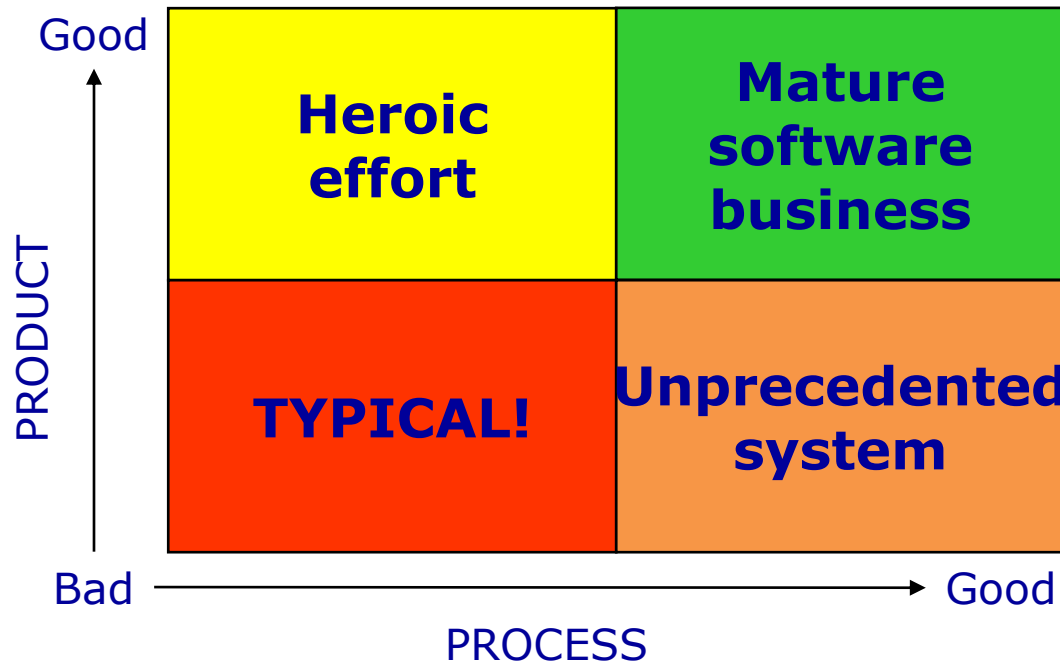 Good
Heroic
effort
Mature
software
business
PRODUCT
TYPICAL!
Unprecedented
system
Bad
Good
PROCESS